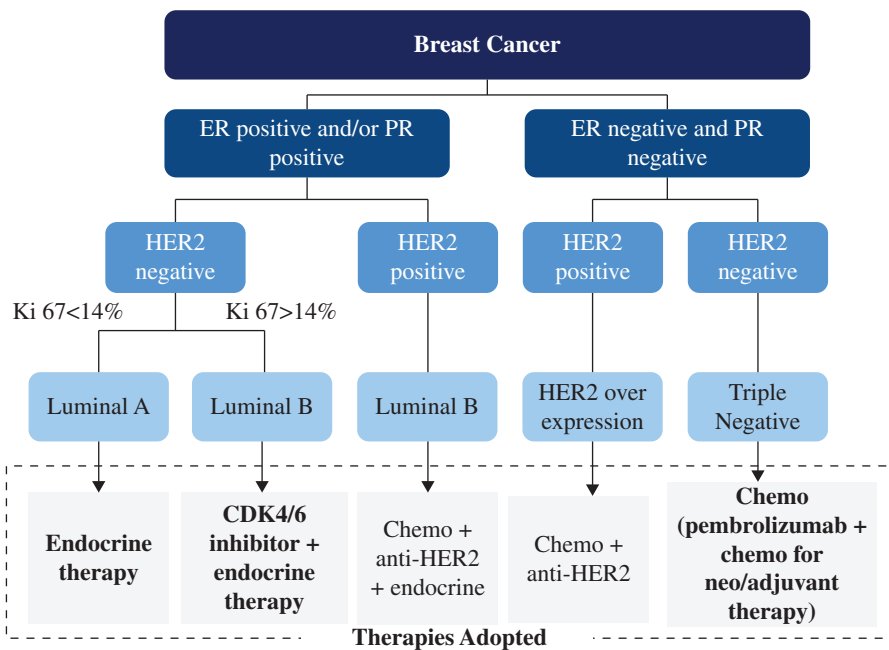 Breast Cancer
ER positive and/or PR
positive
ER negative and PR
negative
HER2
negative
HER2
positive
HER2
positive
HER2
negative
Ki 67<14%
Ki 67>14%
Luminal A
Luminal B
Luminal B
HER2 over
expression
Triple
Negative
Endocrine
therapy
CDK4/6
inhibitor +
endocrine
therapy
Chemo +
anti-HER2
+ endocrine
Chemo +
anti-HER2
Chemo
(pembrolizumab +
chemo for
neo/adjuvant
therapy)
Therapies Adopted